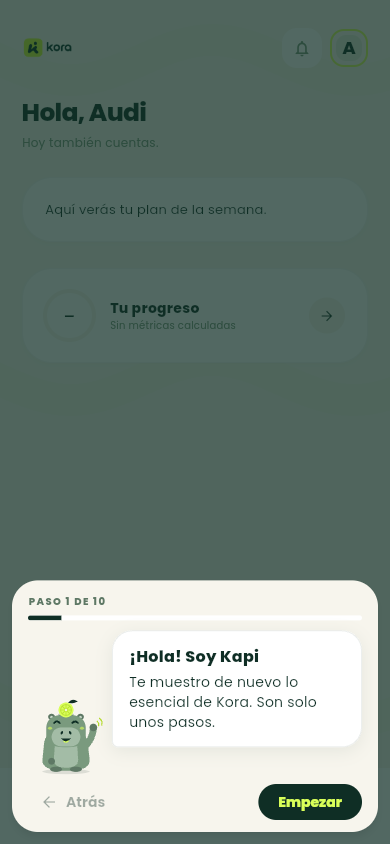 kora
A
Hola, Audi
Hoy también cuentas.
Aquí verás tu plan de la semana.
–
Tu progreso
Sin métricas calculadas
PASO 1 DE 10
¡Hola! Soy Kapi
Te muestro de nuevo lo
esencial de Kora. Son solo
unos pasos.
Atrás
Empezar